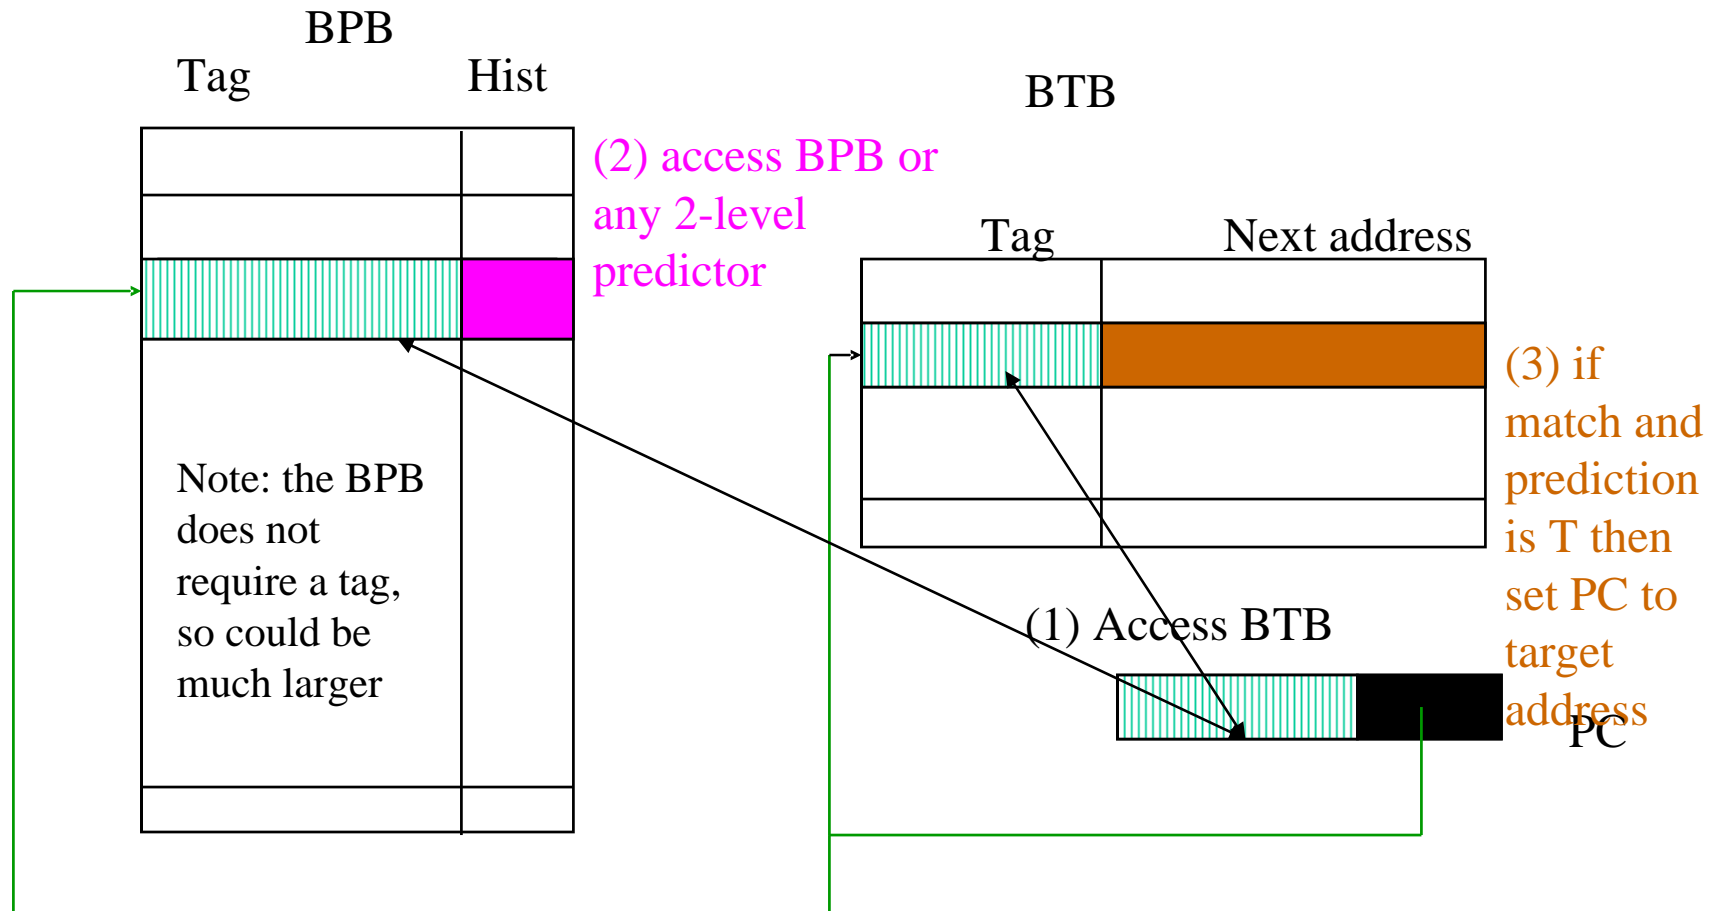 BPB
Tag
Hist
BTB
(2) access BPB or
any 2-level
predictor
Tag
Next address
(3) if
match and
prediction
is T then
set PC to
target
address
Note: the BPB
does not
require a tag,
so could be
much larger
(1) Access BTB
PC